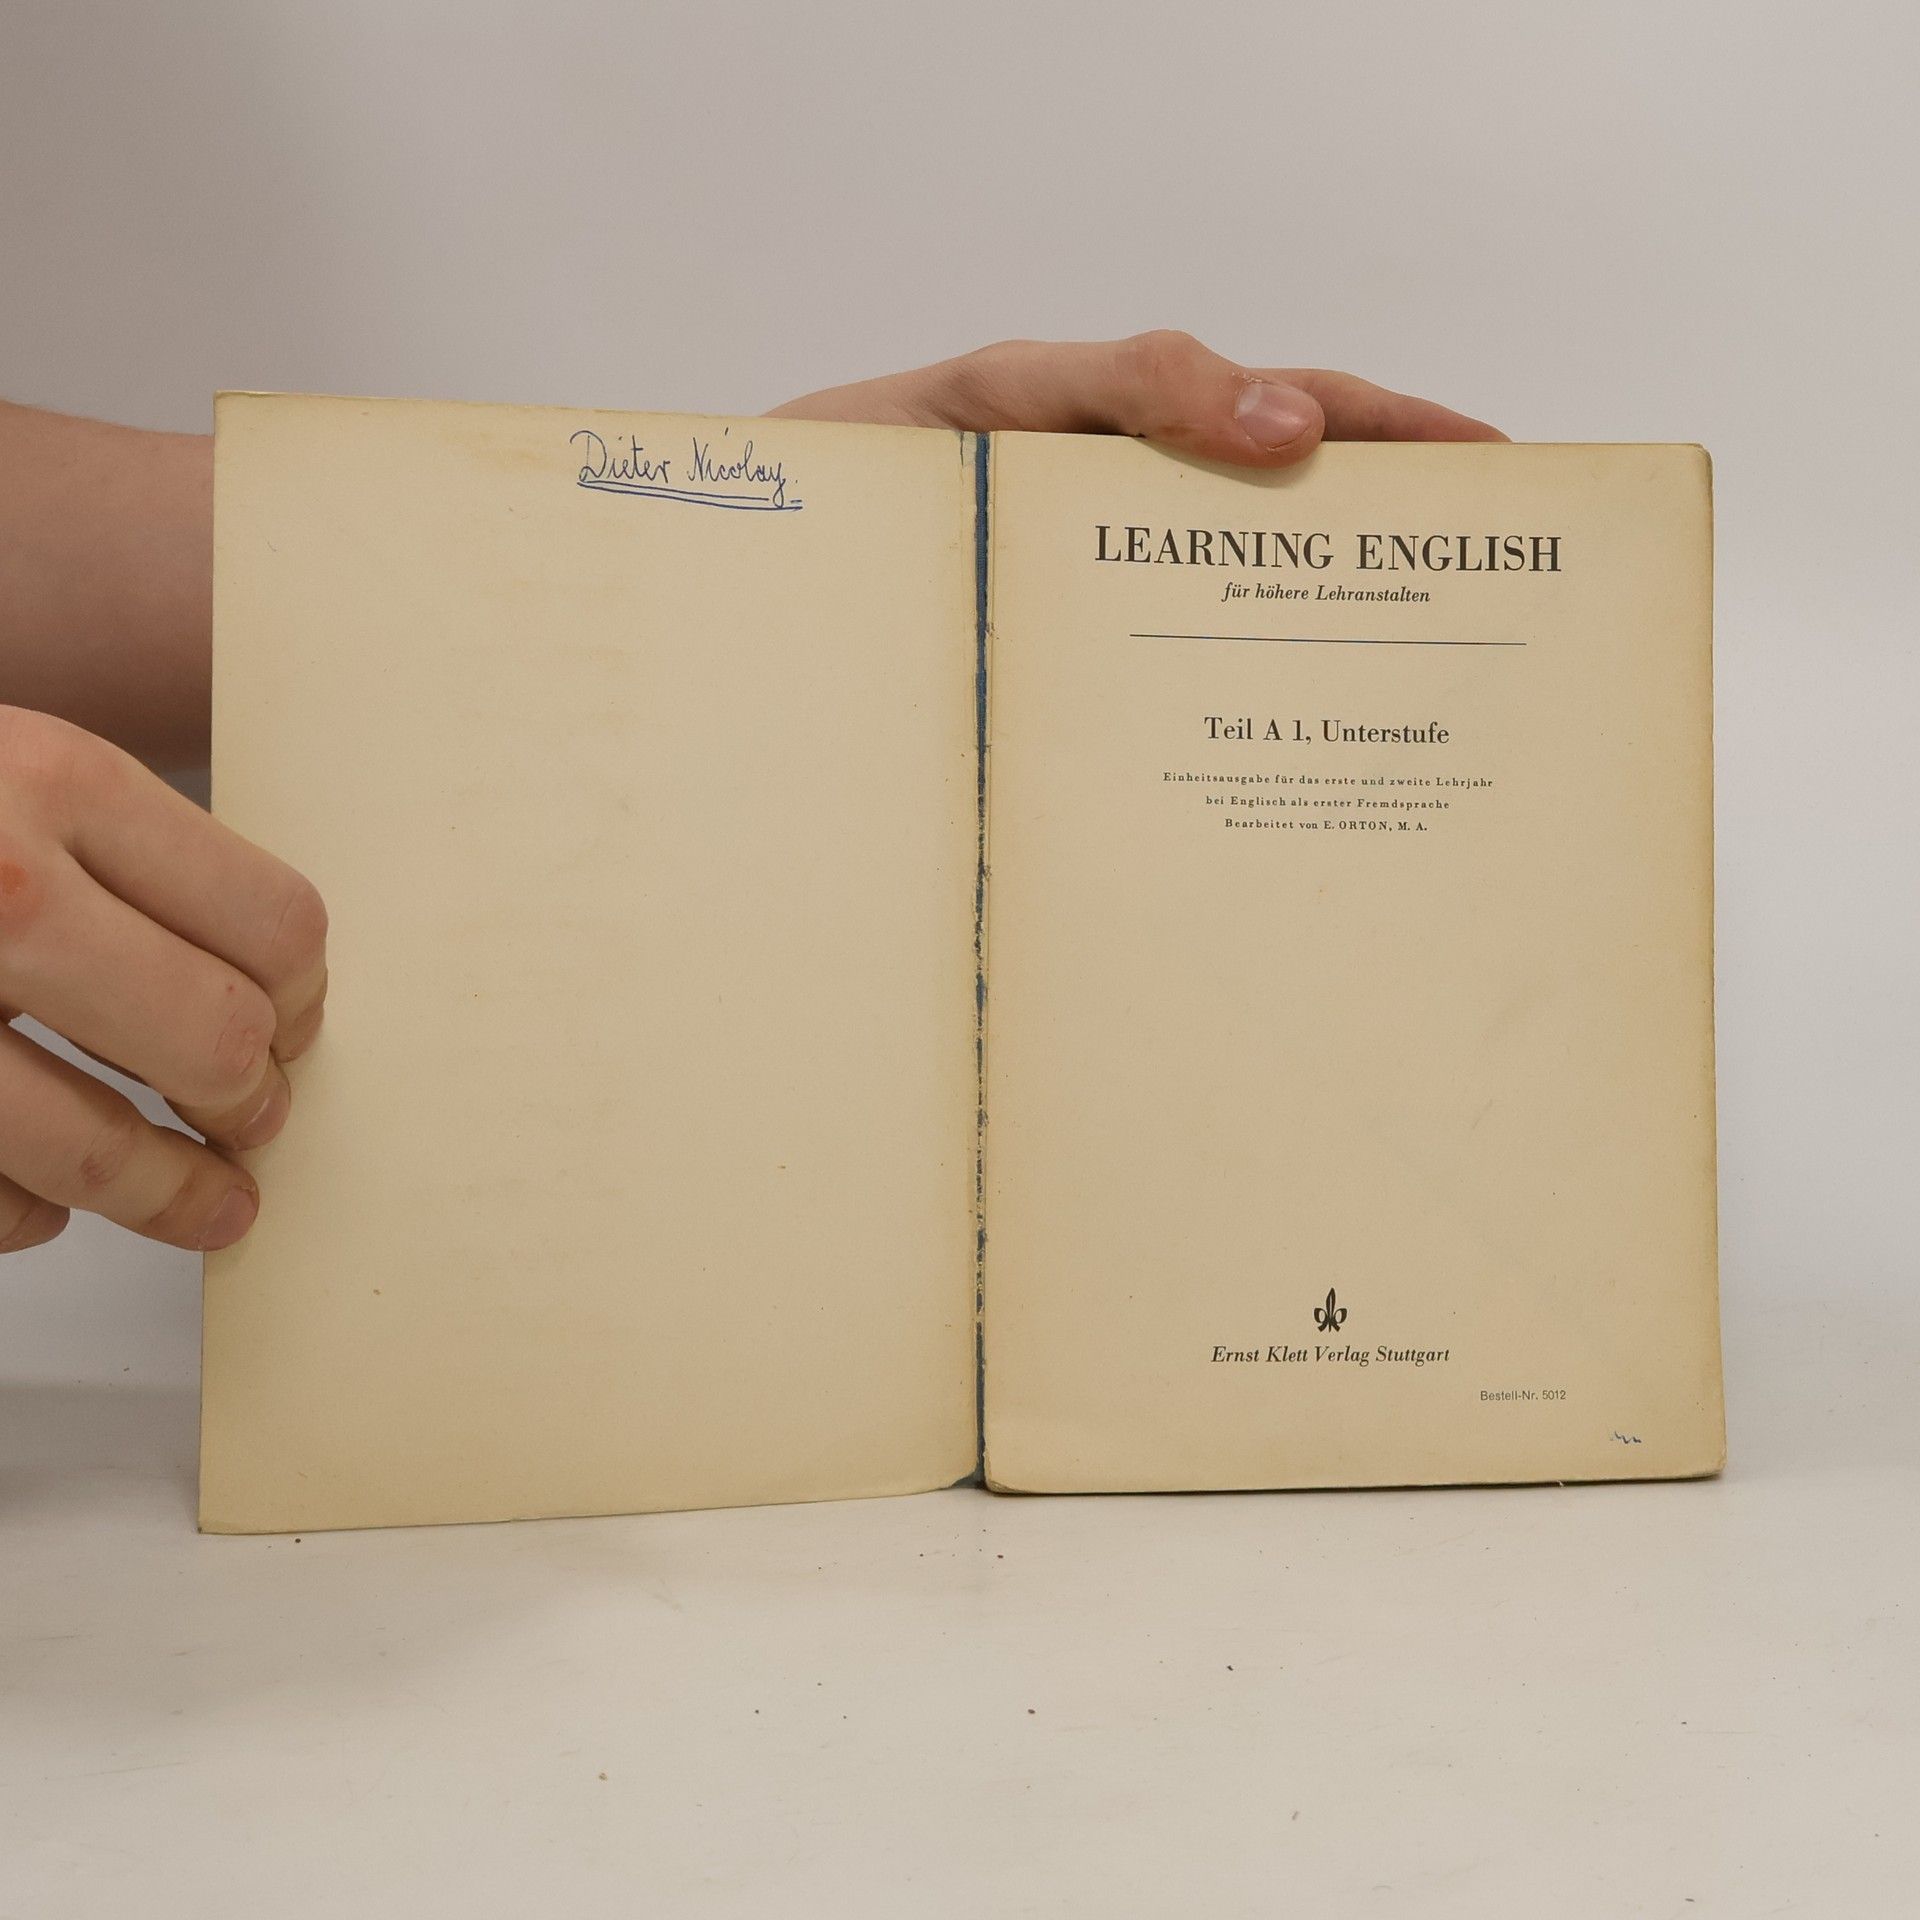 Dieter Nicolay.
LEARNING ENGLISH
für höhere Lehranstalten
Teil A 1, Unterstufe
Einheitsausgabe für das erste und zweite Lehrjahr
bei Englisch als erster Fremdsprache
Bearbeitet von E. ORTON, M. A.
Ernst Klett Verlag Stuttgart
Bestell-Nr. 5012